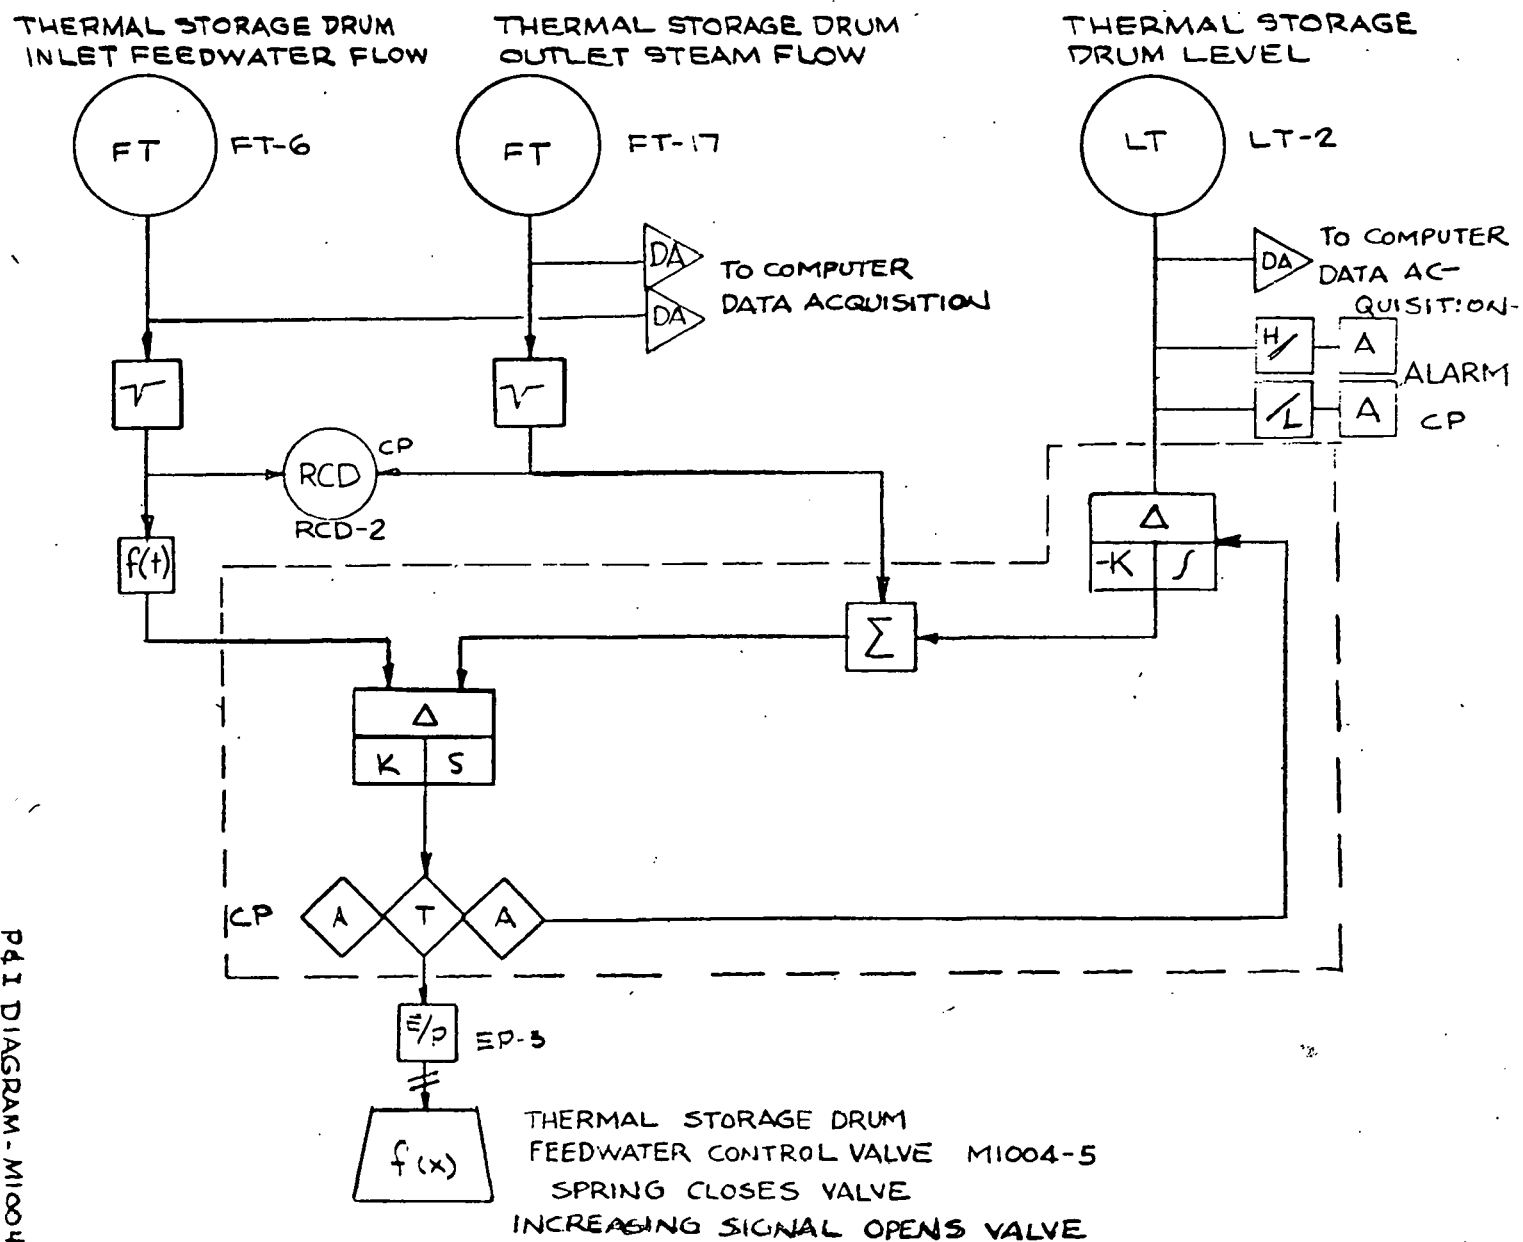 THERMAL STORAGE DRUM
INLET FEEDWATER FLOW
THERMAL STORAGE DRUM
OUTLET STEAM FLOW
THERMAL STORAGE
DRUM LEVEL
FT
FT-6
FT
FT-17
LT
LT-2
DA
DA
TO COMPUTER
DATA ACQUISITION
DA
TO COMPUTER
DATA AC-
QUISITION-
H/
A
/L
A
ALARM
CP
√
√
RCD
CP
RCD-2
f(t)
Δ
-K
∫
Σ
Δ
K
S
CP
A
T
A
E/P
EP-3
f(x)
THERMAL STORAGE DRUM
FEEDWATER CONTROL VALVE M1004-5
SPRING CLOSES VALVE
INCREASING SIGNAL OPENS VALVE
P&I DIAGRAM-M1004